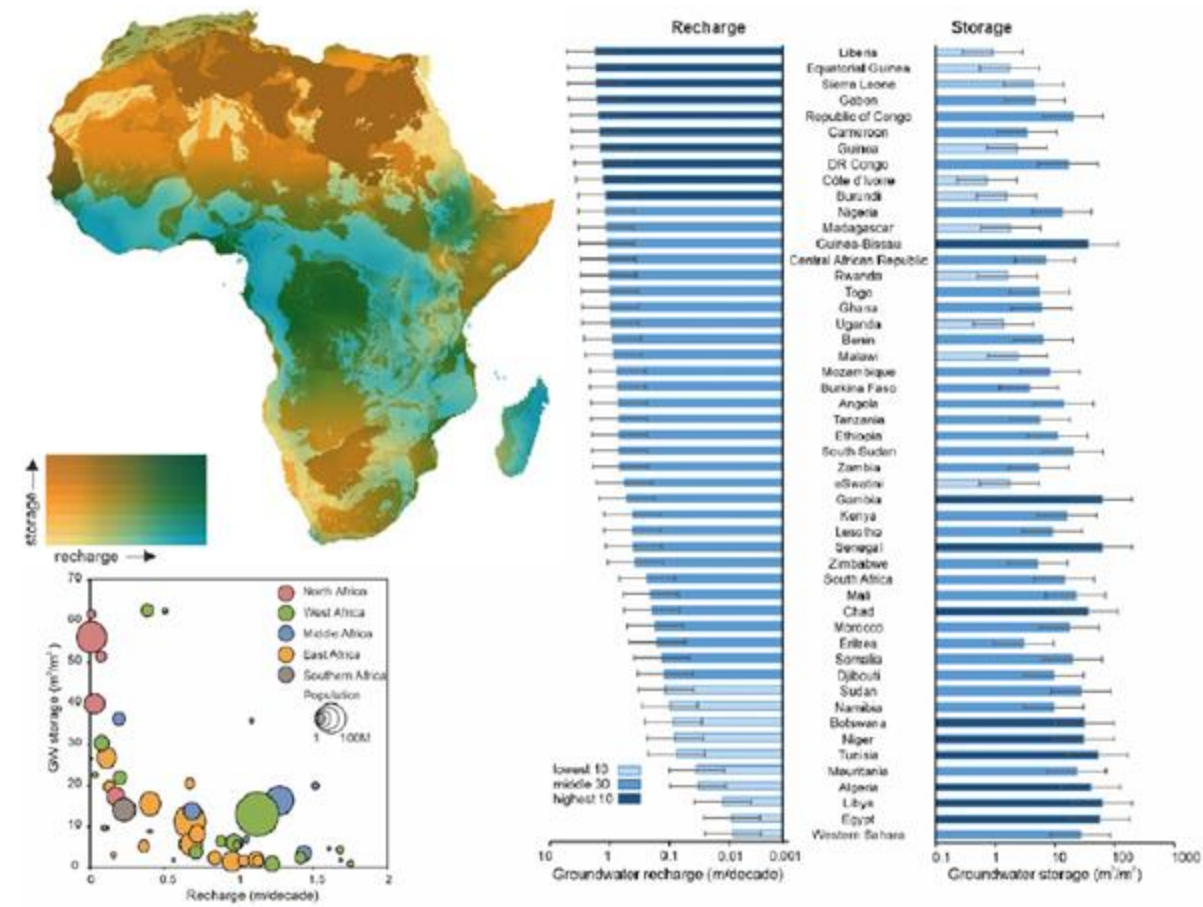 storage
recharge
70
60
50
40
30
20
10
0
0
0.5
1
1.5
2
GW storage (m³/m²)
Recharge (m/decade)
North Africa
West Africa
Middle Africa
East Africa
Southern Africa
Population
1 100M
Recharge
Storage
Liberia
Equatorial Guinea
Sierra Leone
Gabon
Republic of Congo
Cameroon
Guinea
DR Congo
Côte d'Ivoire
Burundi
Nigeria
Madagascar
Guinea-Bissau
Central African Republic
Rwanda
Togo
Ghana
Uganda
Benin
Malawi
Mozambique
Burkina Faso
Angola
Tanzania
Ethiopia
South Sudan
Zambia
eSwatini
Gambia
Kenya
Lesotho
Senegal
Zimbabwe
South Africa
Mali
Chad
Morocco
Eritrea
Somalia
Djibouti
Sudan
Namibia
Botswana
Niger
Tunisia
Mauritania
Algeria
Libya
Egypt
Western Sahara
lowest 10
middle 30
highest 10
10 1 0.1 0.01 0.001
Groundwater recharge (m/decade)
0.1 1 10 100 1000
Groundwater storage (m³/m²)